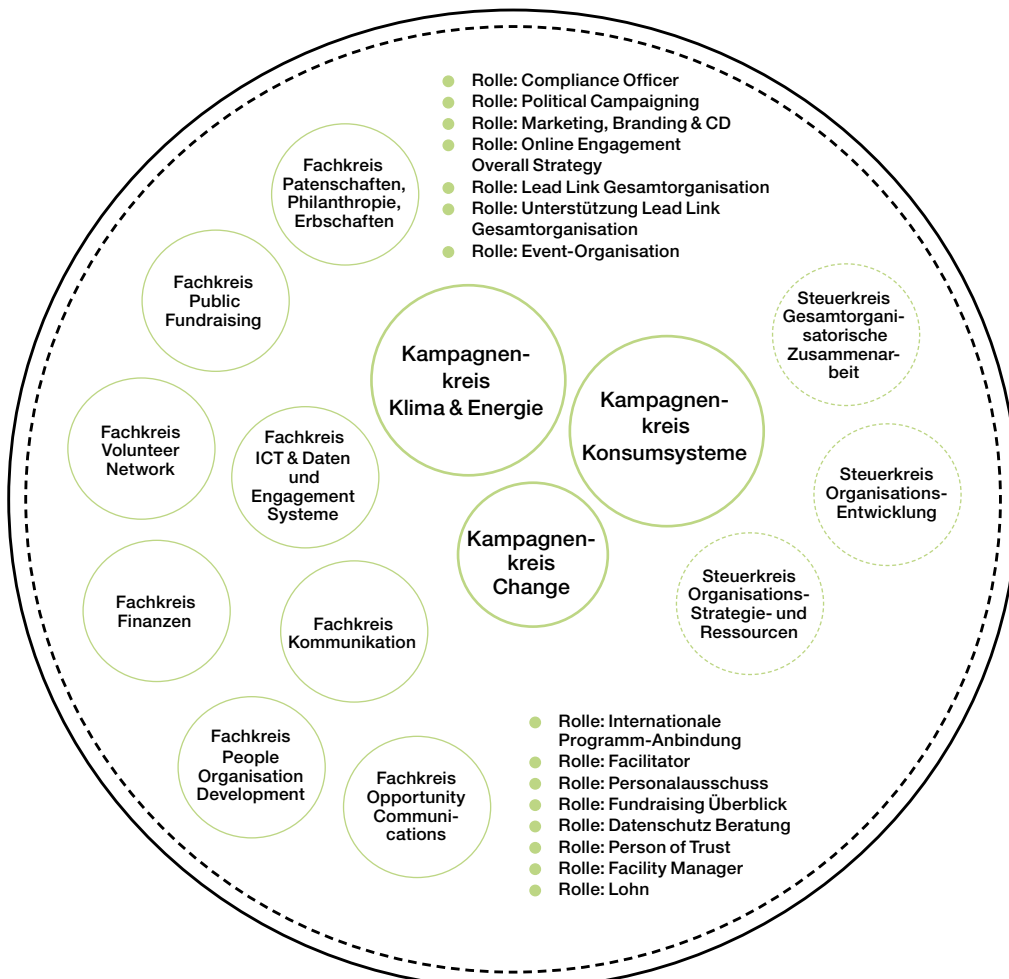 Rolle: Compliance Officer
Rolle: Political Campaigning
Rolle: Marketing, Branding & CD
Rolle: Online Engagement
Overall Strategy
Rolle: Lead Link Gesamtorganisation
Rolle: Unterstützung Lead Link
Gesamtorganisation
Rolle: Event-Organisation
Fachkreis
Patenschaften,
Philanthropie,
Erbschaften
Fachkreis
Public
Fundraising
Fachkreis
Volunteer
Network
Fachkreis
ICT & Daten
und
Engagement
Systeme
Fachkreis
Finanzen
Fachkreis
Kommunikation
Fachkreis
People
Organisation
Development
Fachkreis
Opportunity
Communi-
cations
Kampagnen-
kreis
Klima & Energie
Kampagnen-
kreis
Konsumsysteme
Kampagnen-
kreis
Change
Steuerkreis
Gesamtorgani-
satorische
Zusammenar-
beit
Steuerkreis
Organisations-
Entwicklung
Steuerkreis
Organisations-
Strategie- und
Ressourcen
Rolle: Internationale
Programm-Anbindung
Rolle: Facilitator
Rolle: Personalausschuss
Rolle: Fundraising Überblick
Rolle: Datenschutz Beratung
Rolle: Person of Trust
Rolle: Facility Manager
Rolle: Lohn